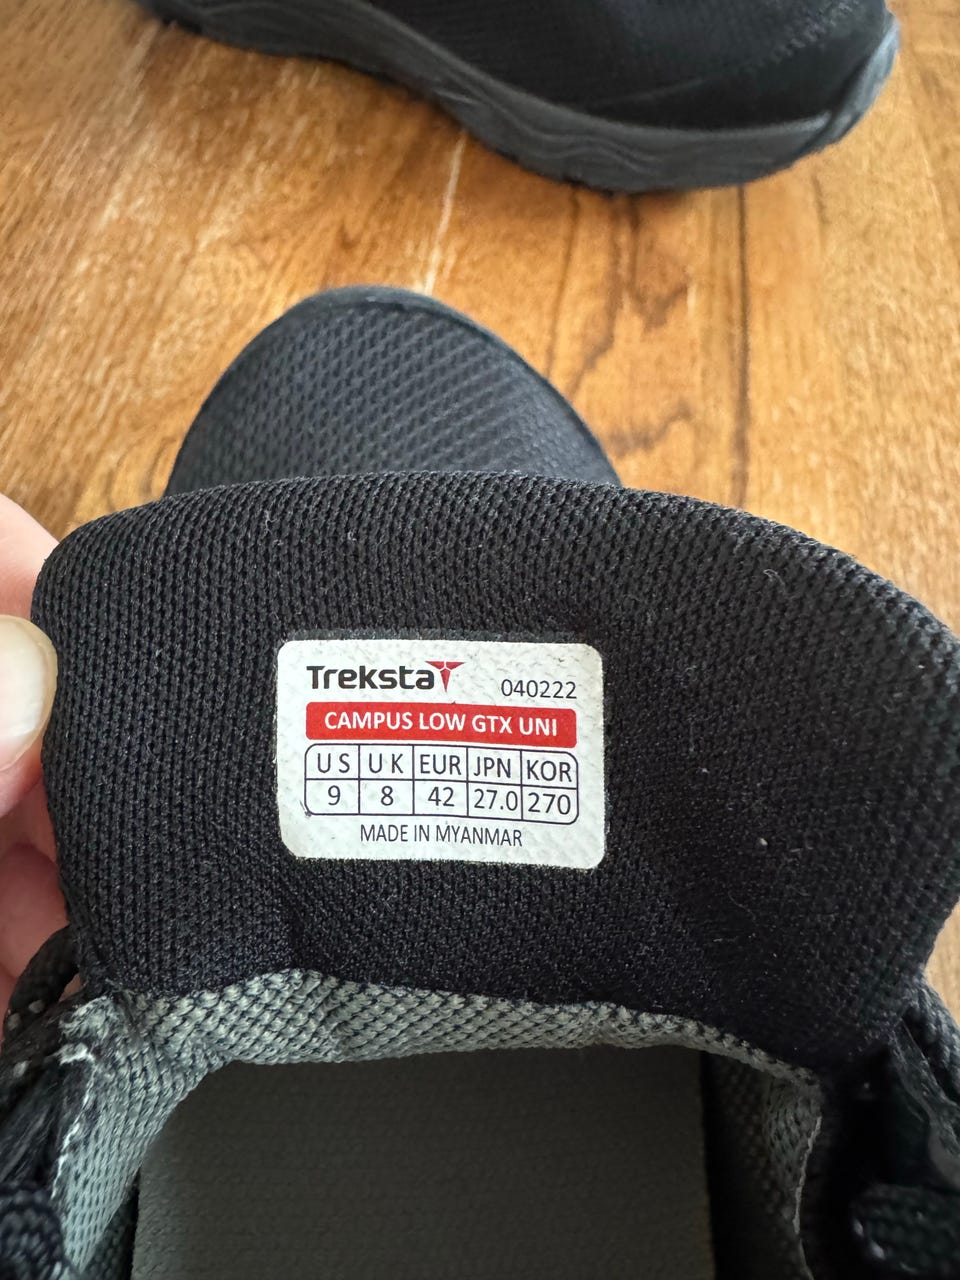 Treksta 040222
CAMPUS LOW GTX UNI
US UK EUR JPN KOR
9 8 42 27.0 270
MADE IN MYANMAR